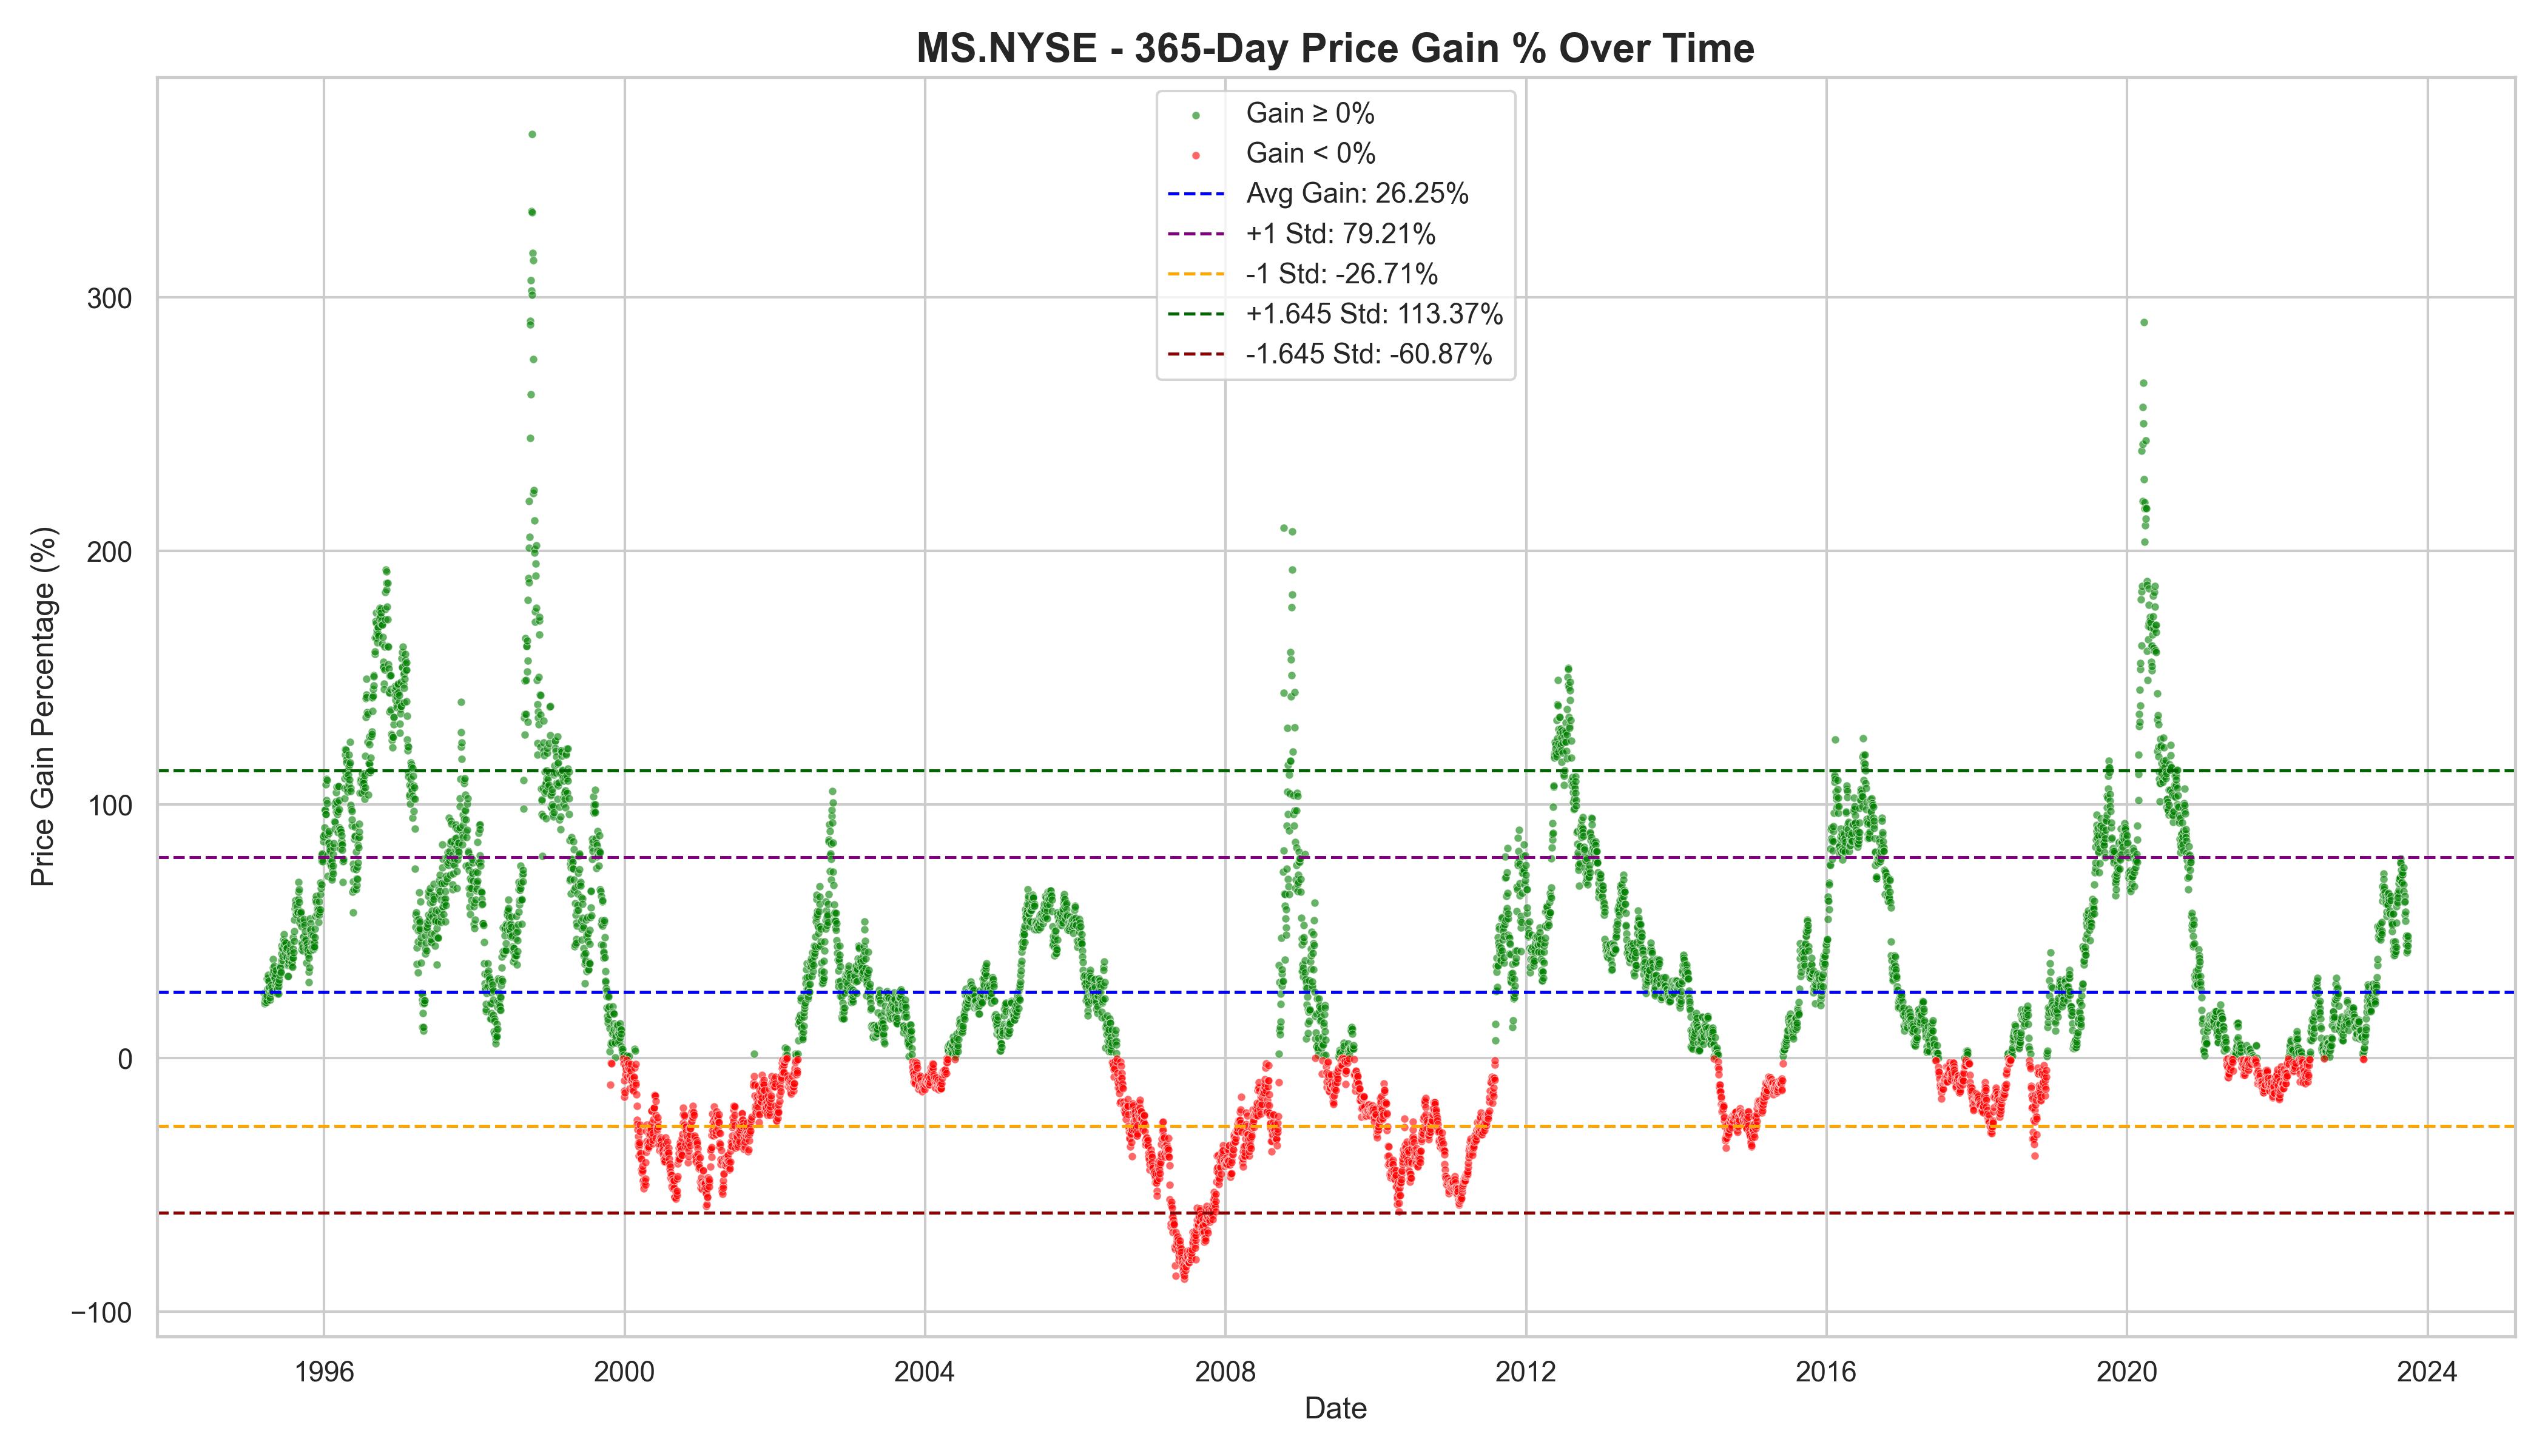 MS.NYSE - 365-Day Price Gain % Over Time
Gain ≥ 0%
Gain < 0%
Avg Gain: 26.25%
+1 Std: 79.21%
-1 Std: -26.71%
+1.645 Std: 113.37%
-1.645 Std: -60.87%
Price Gain Percentage (%)
300
200
100
0
−100
1996 2000 2004 2008 2012 2016 2020 2024
Date